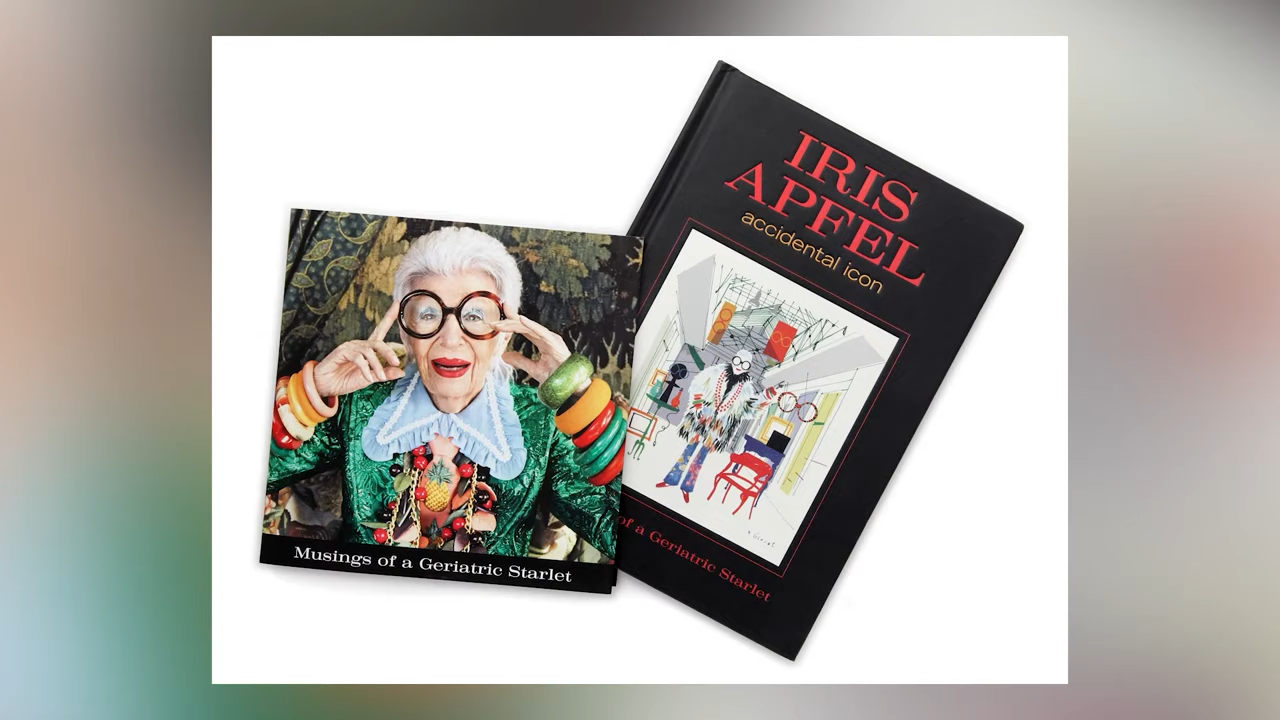 Musings of a Geriatric Starlet
IRIS
APFEL
accidental icon
of a Geriatric Starlet